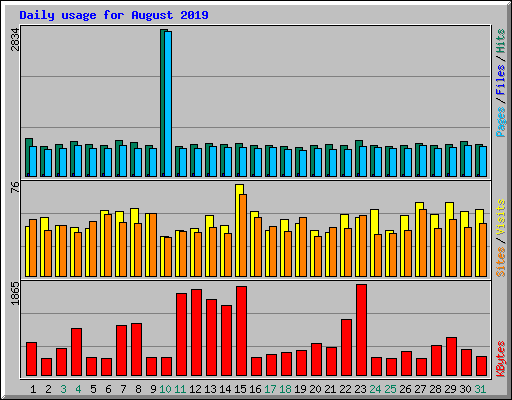 Daily usage for August 2019
2834
Pages / Files / Hits
76
Sites / Visits
1865
KBytes
1 2 3 4 5 6 7 8 9 10 11 12 13 14 15 16 17 18 19 20 21 22 23 24 25 26 27 28 29 30 31